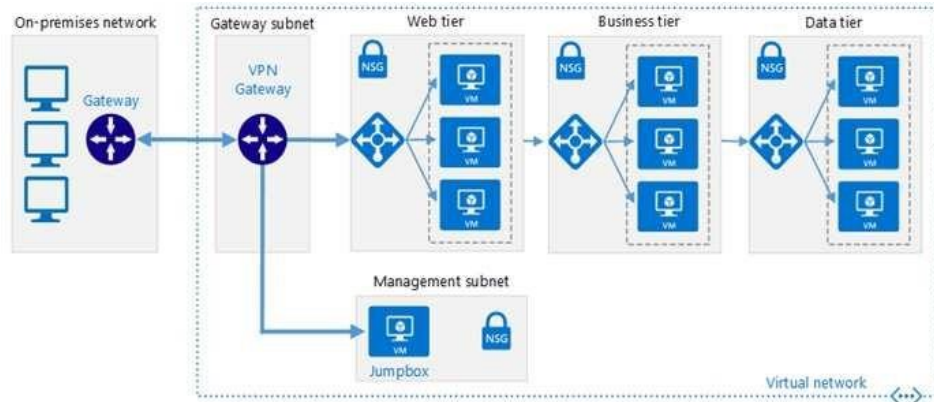 On-premises network
Gateway subnet
Web tier
Business tier
Data tier
NSG
NSG
NSG
VPN
Gateway
Gateway
VM
VM
VM
VM
VM
VM
VM
VM
VM
Management subnet
VM
NSG
Jumpbox
Virtual network